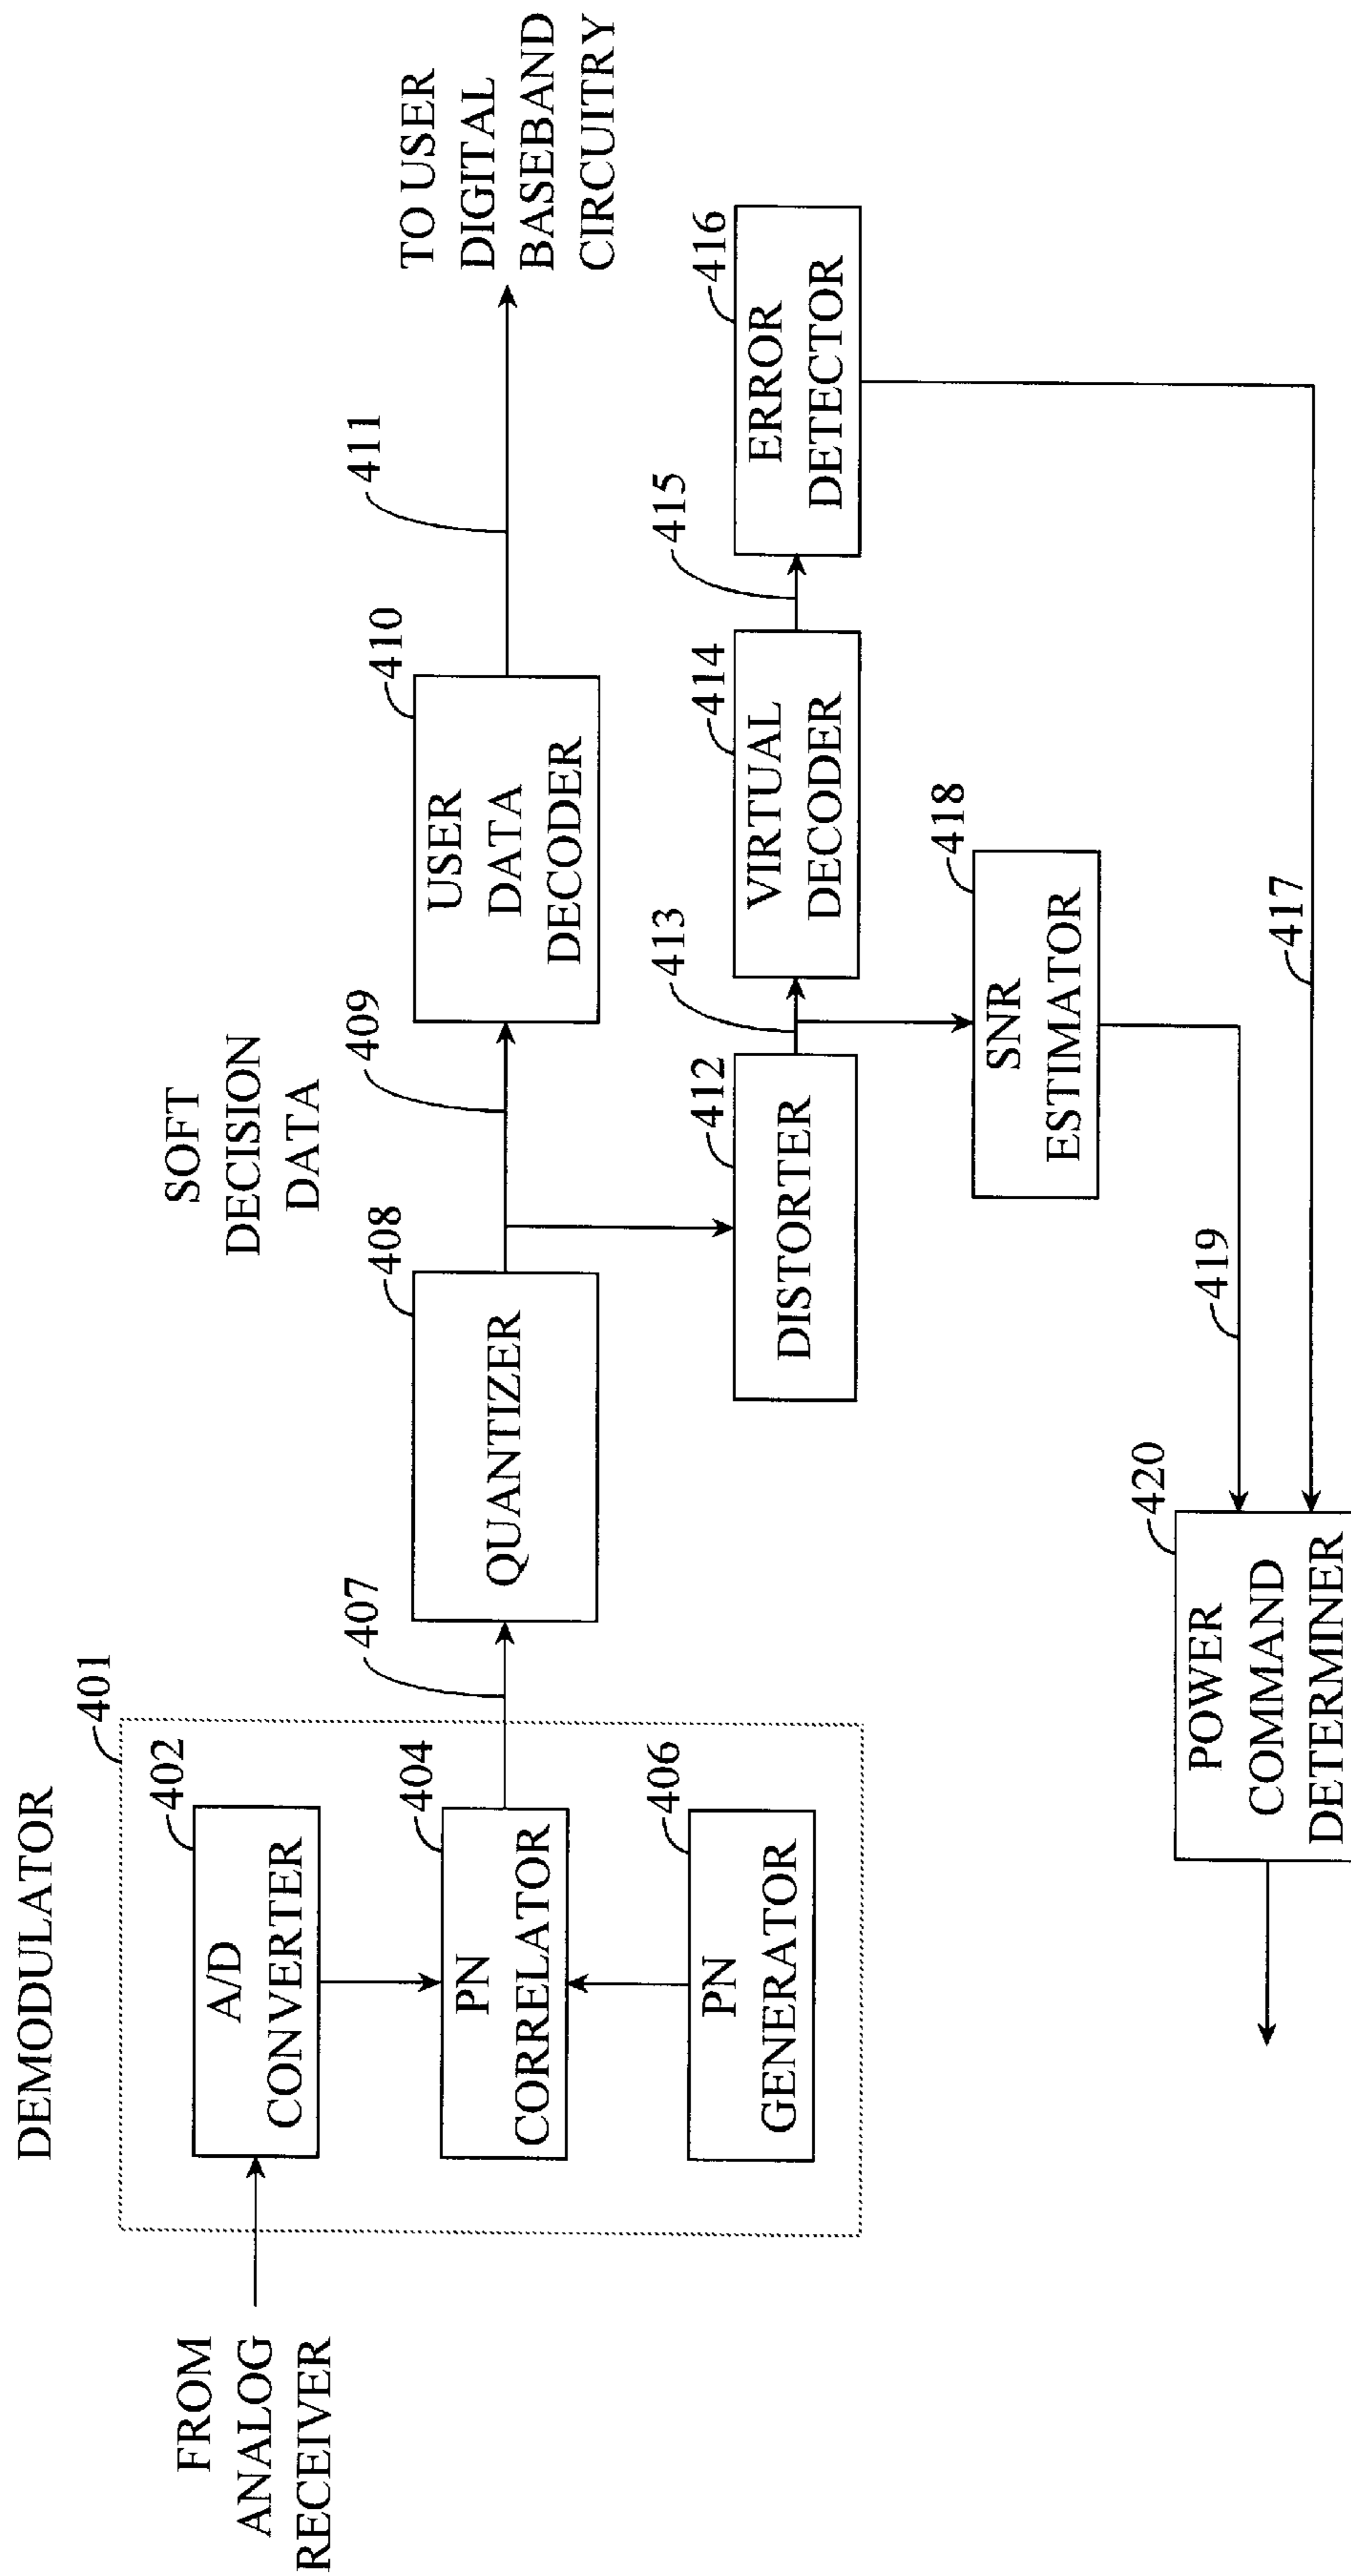 DEMODULATOR
401
FROM
ANALOG
RECEIVER
402
A/D
CONVERTER
404
PN
CORRELATOR
406
PN
GENERATOR
407
408
QUANTIZER
SOFT
DECISION
DATA
409
410
USER
DATA
DECODER
411
TO USER
DIGITAL
BASEBAND
CIRCUITRY
412
DISTORTER
413
414
VIRTUAL
DECODER
415
416
ERROR
DETECTOR
418
SNR
ESTIMATOR
419
417
420
POWER
COMMAND
DETERMINER